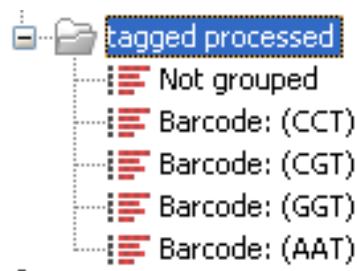 tagged processed
Not grouped
Barcode: (CCT)
Barcode: (CGT)
Barcode: (GGT)
Barcode: (AAT)